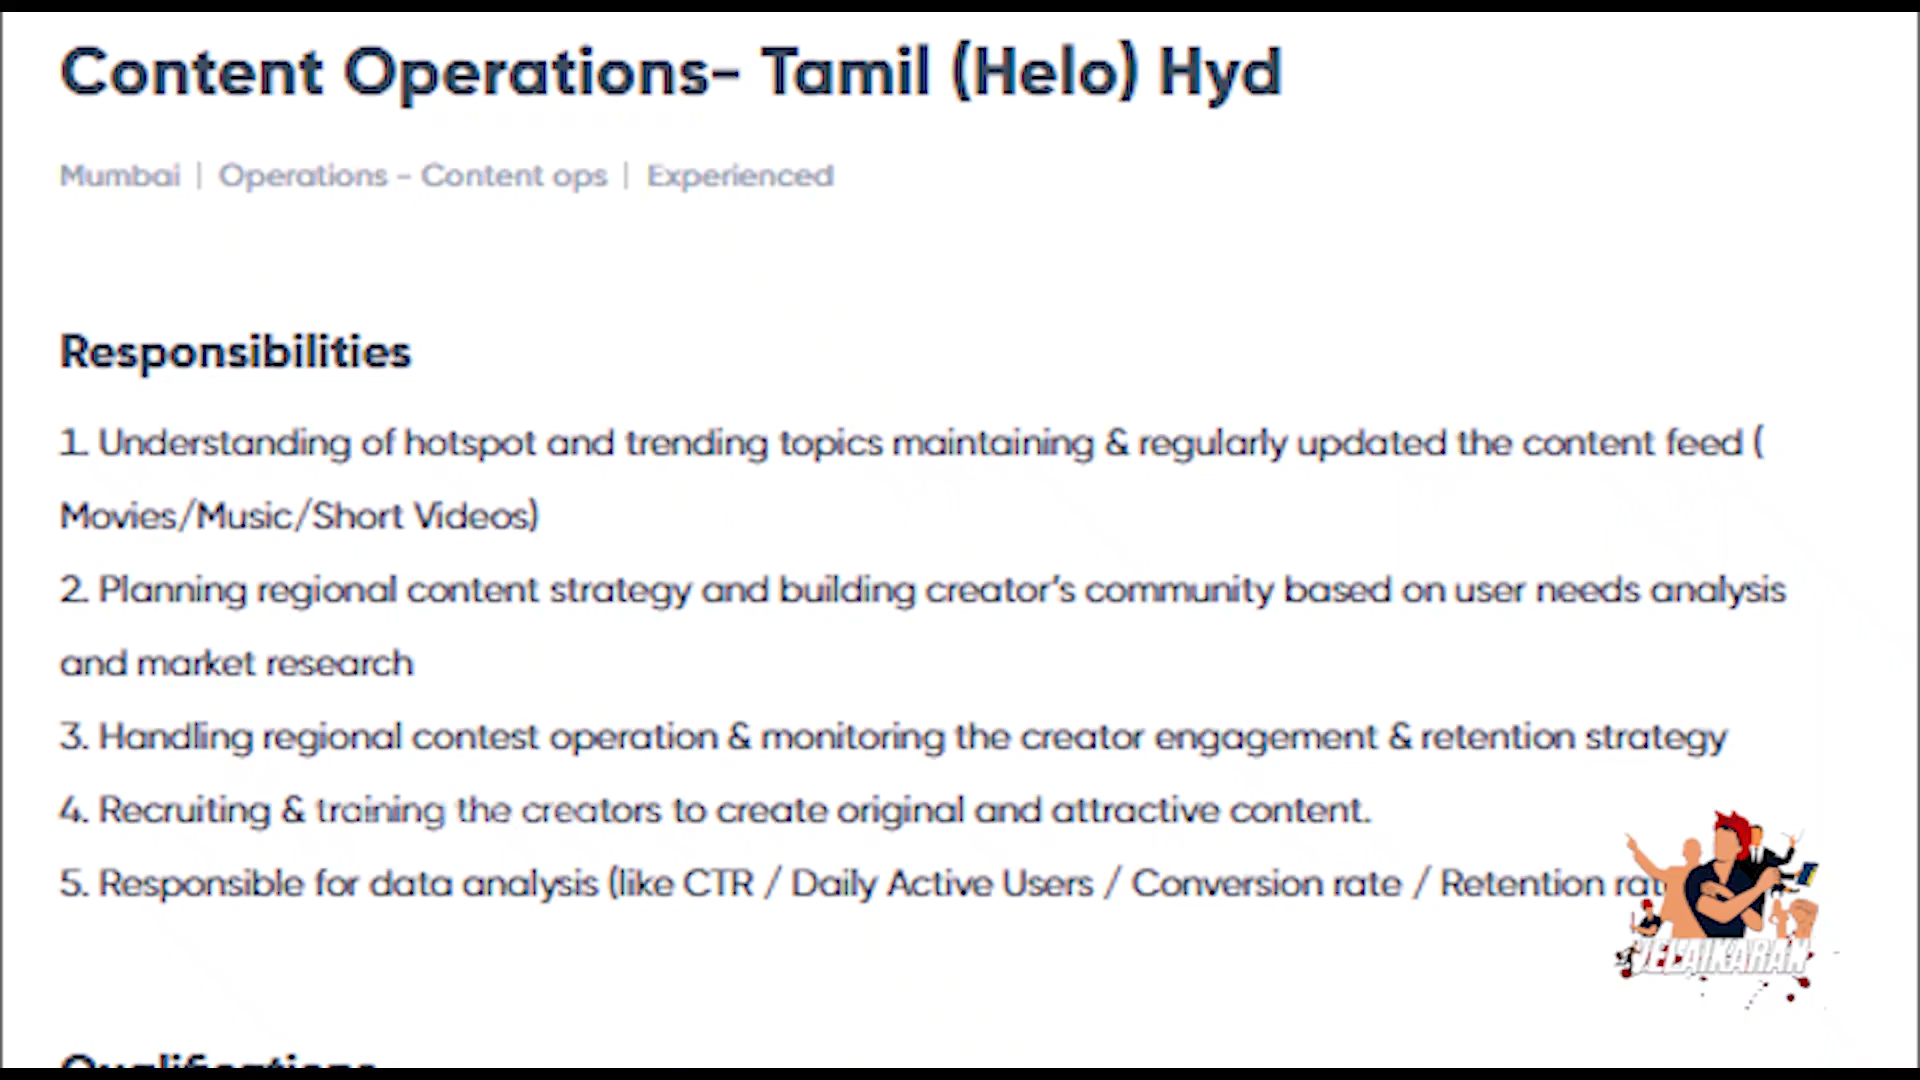 Content Operations- Tamil (Helo) Hyd
Mumbai | Operations - Content ops | Experienced
Responsibilities
1. Understanding of hotspot and trending topics maintaining & regularly updated the content feed (
Movies/Music/Short Videos)
2. Planning regional content strategy and building creator's community based on user needs analysis
and market research
3. Handling regional contest operation & monitoring the creator engagement & retention strategy
4. Recruiting & training the creators to create original and attractive content.
5. Responsible for data analysis (like CTR / Daily Active Users / Conversion rate / Retention rat
VELAIKARAN
Qualifications